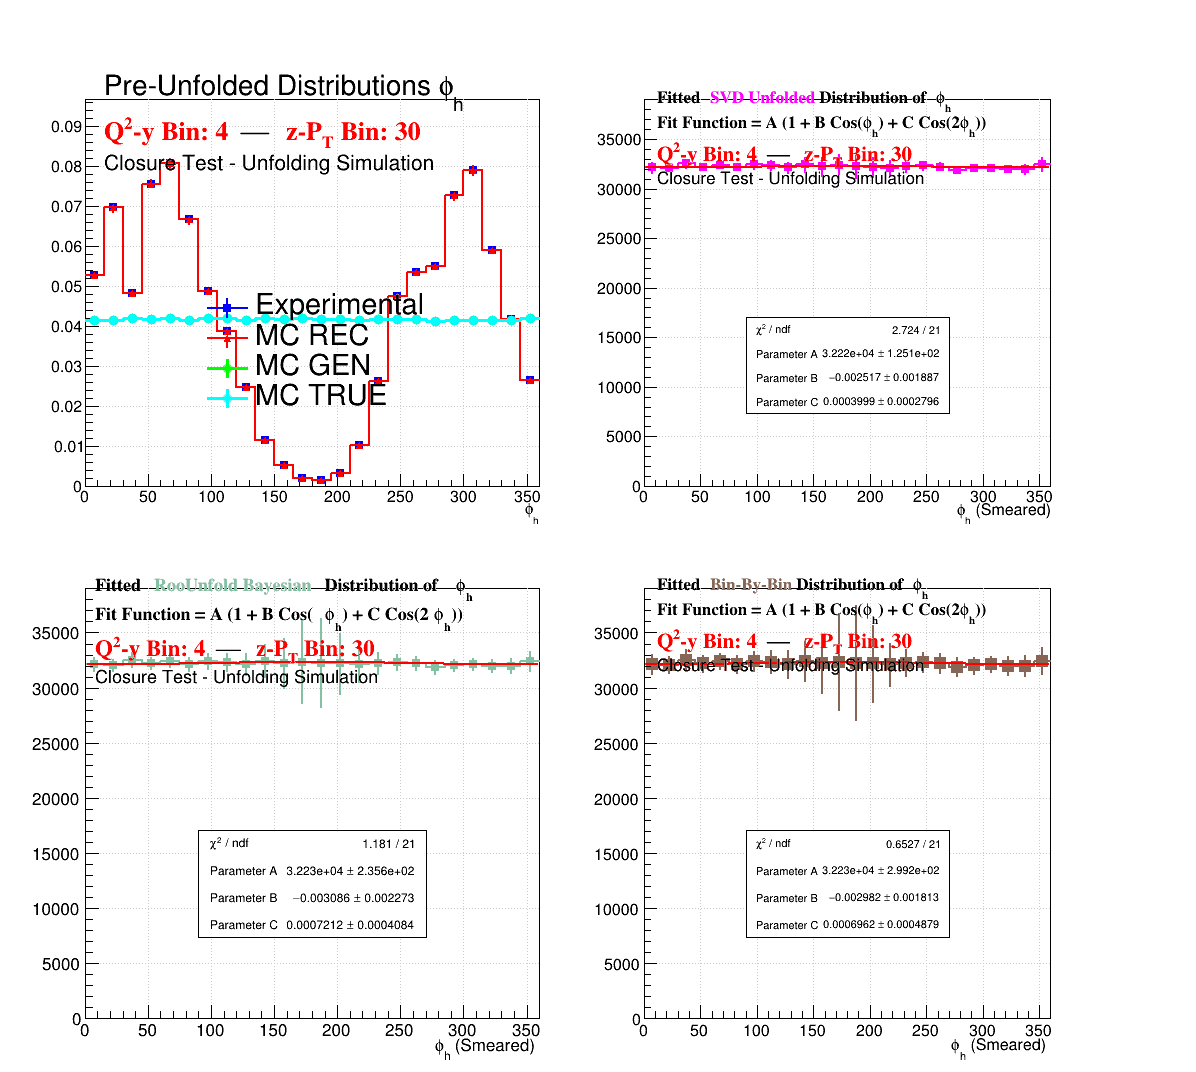 Pre-Unfolded Distributions ϕh
Q²-y Bin: 4 — z-PT Bin: 30
Closure Test - Unfolding Simulation
0.09
0.08
0.07
0.06
0.05
0.04
0.03
0.02
0.01
0
Experimental
MC REC
MC GEN
MC TRUE
0 50 100 150 200 250 300 350
ϕh
Fitted SVD Unfolded Distribution of ϕh
Fit Function = A (1 + B Cos(ϕh) + C Cos(2ϕh))
Q²-y Bin: 4 — z-PT Bin: 30
Closure Test - Unfolding Simulation
35000
30000
25000
20000
15000
10000
5000
0
χ² / ndf 2.724 / 21
Parameter A 3.222e+04 ± 1.251e+02
Parameter B −0.002517 ± 0.001887
Parameter C 0.0003999 ± 0.0002796
0 50 100 150 200 250 300 350
ϕh (Smeared)
Fitted RooUnfold Bayesian Distribution of ϕh
Fit Function = A (1 + B Cos( ϕh) + C Cos(2 ϕh))
Q²-y Bin: 4 — z-PT Bin: 30
Closure Test - Unfolding Simulation
35000
30000
25000
20000
15000
10000
5000
0
χ² / ndf 1.181 / 21
Parameter A 3.223e+04 ± 2.356e+02
Parameter B −0.003086 ± 0.002273
Parameter C 0.0007212 ± 0.0004084
0 50 100 150 200 250 300 350
ϕh (Smeared)
Fitted Bin-By-Bin Distribution of ϕh
Fit Function = A (1 + B Cos(ϕh) + C Cos(2ϕh))
Q²-y Bin: 4 — z-PT Bin: 30
Closure Test - Unfolding Simulation
35000
30000
25000
20000
15000
10000
5000
0
χ² / ndf 0.6527 / 21
Parameter A 3.223e+04 ± 2.992e+02
Parameter B −0.002982 ± 0.001813
Parameter C 0.0006962 ± 0.0004879
0 50 100 150 200 250 300 350
ϕh (Smeared)